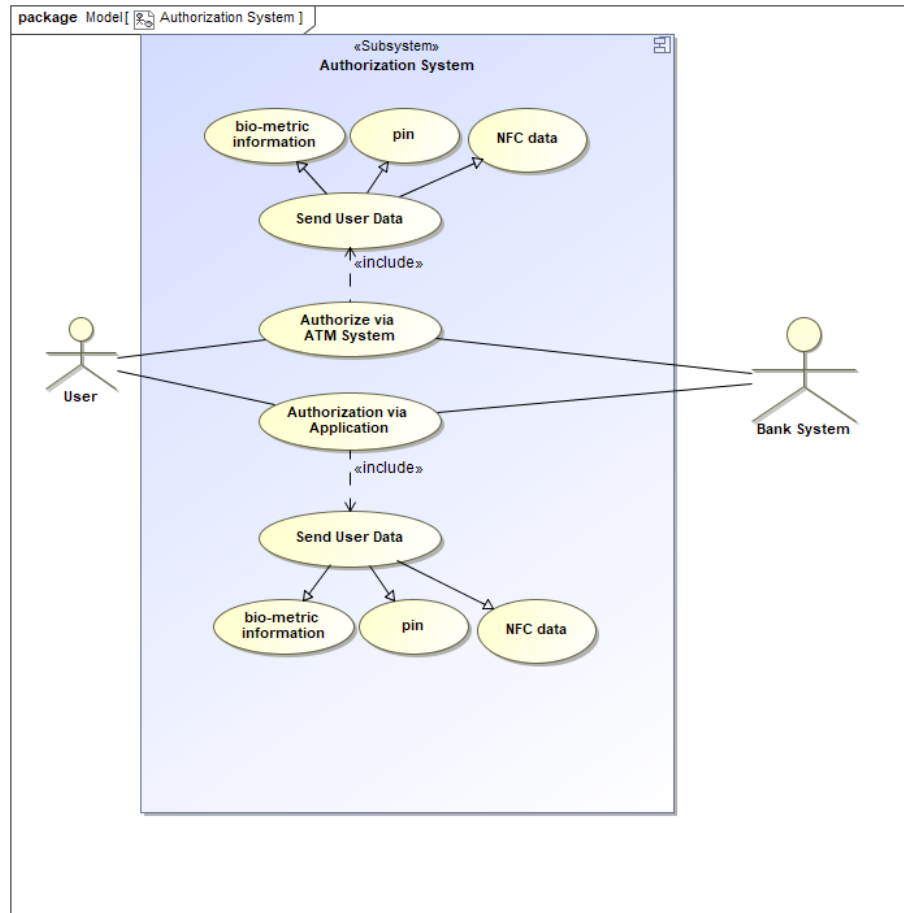 package Model[ Authorization System ]
«Subsystem»
Authorization System
bio-metric
information
pin
NFC data
Send User Data
«include»
Authorize via
ATM System
User
Authorization via
Application
Bank System
«include»
Send User Data
bio-metric
information
pin
NFC data